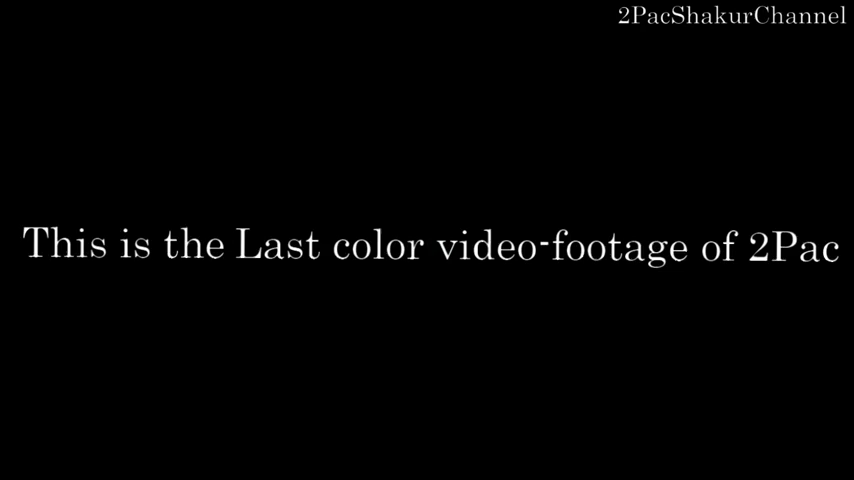 2PacShakurChannel
This is the Last color video-footage of 2Pac